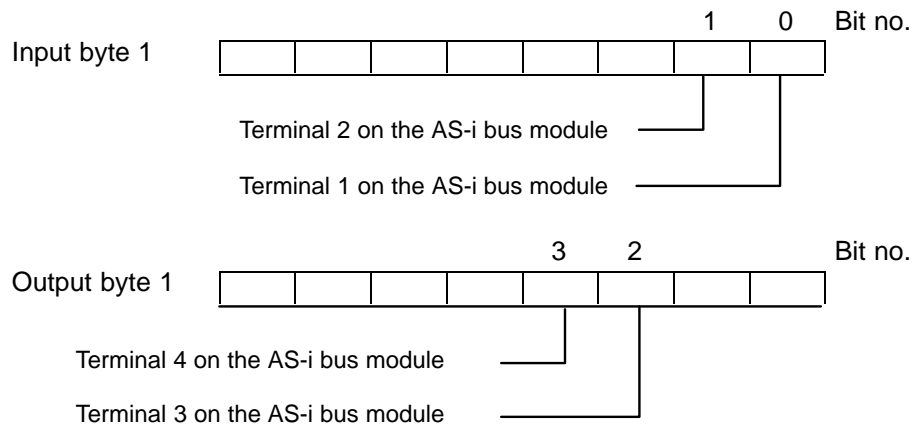 1 0 Bit no.
Input byte 1
Terminal 2 on the AS-i bus module
Terminal 1 on the AS-i bus module
3 2 Bit no.
Output byte 1
Terminal 4 on the AS-i bus module
Terminal 3 on the AS-i bus module